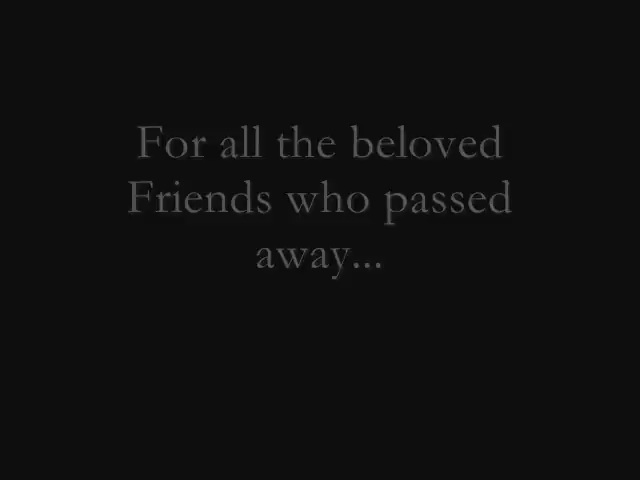 For all the beloved
Friends who passed
away...